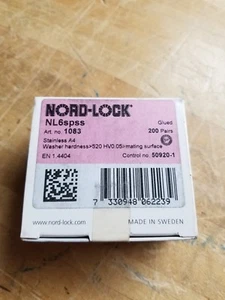 NORD-LOCK®
NL6spss
Glued
Art. no. 1083
200 Pairs
Stainless A4
Washer hardness>520 HV0.05>mating surface
EN 1.4404
Control no. 50920-1
7 330948 062239
www.nord-lock.com
MADE IN SWEDEN